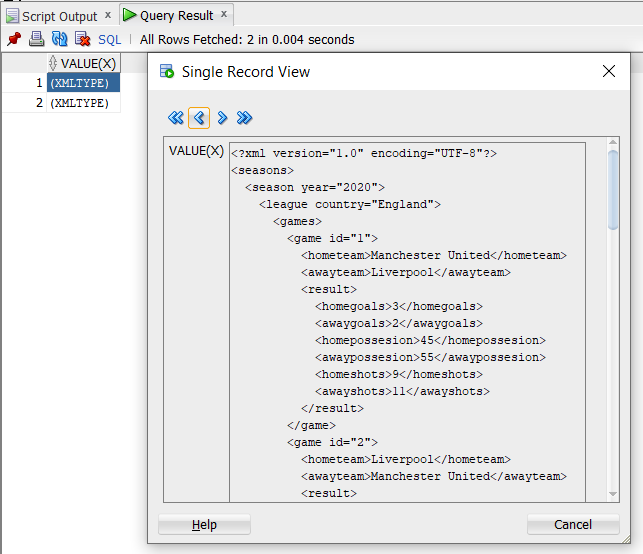 Script Output x Query Result x
SQL | All Rows Fetched: 2 in 0.004 seconds
VALUE(X)
1 (XMLTYPE)
2 (XMLTYPE)
Single Record View
VALUE(X)
<?xml version="1.0" encoding="UTF-8"?>
<seasons>
<season year="2020">
<league country="England">
<games>
<game id="1">
<hometeam>Manchester United</hometeam>
<awayteam>Liverpool</awayteam>
<result>
<homegoals>3</homegoals>
<awaygoals>2</awaygoals>
<homepossesion>45</homepossesion>
<awaypossesion>55</awaypossesion>
<homeshots>9</homeshots>
<awayshots>11</awayshots>
</result>
</game>
<game id="2">
<hometeam>Liverpool</hometeam>
<awayteam>Manchester United</awayteam>
<result>
Help Cancel